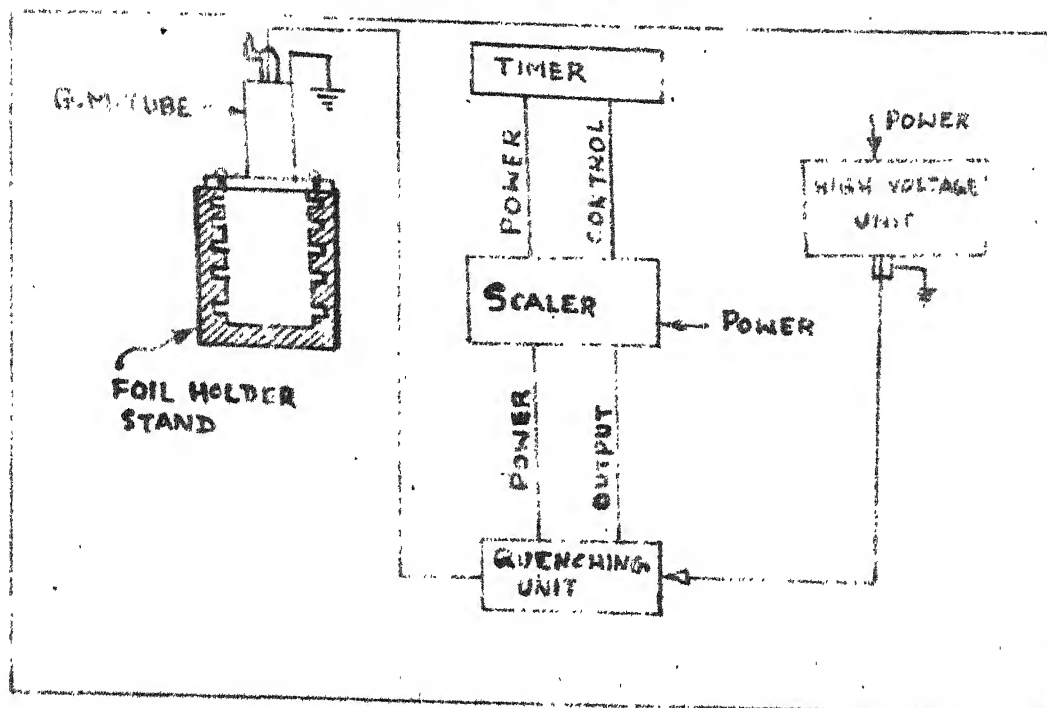 G.M.TUBE
TIMER
POWER
CONTROL
POWER
HIGH VOLTAGE
UNIT
SCALER
POWER
FOIL HOLDER
STAND
POWER
OUTPUT
QUENCHING
UNIT